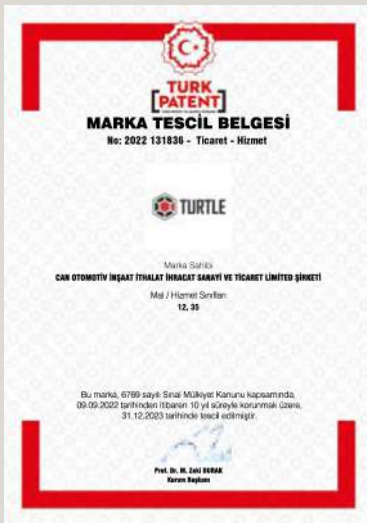 TÜRK
PATENT
MARKA TESCİL BELGESİ
No: 2022 131836 - Ticaret - Hizmet
TURTLE
Marka Sahibi
CAN OTOMOTİV İNŞAAT İTHALAT İHRACAT SANAYİ VE TİCARET LİMİTED ŞİRKETİ
Mal / Hizmet Sınıfları
12, 35
Bu marka, 6769 sayılı Sınai Mülkiyet Kanunu kapsamında,
09.09.2022 tarihinden itibaren 10 yıl süreyle korunmak üzere,
31.12.2023 tarihinde tescil edilmiştir.
Prof. Dr. M. Zeki DURAK
Kurum Başkanı